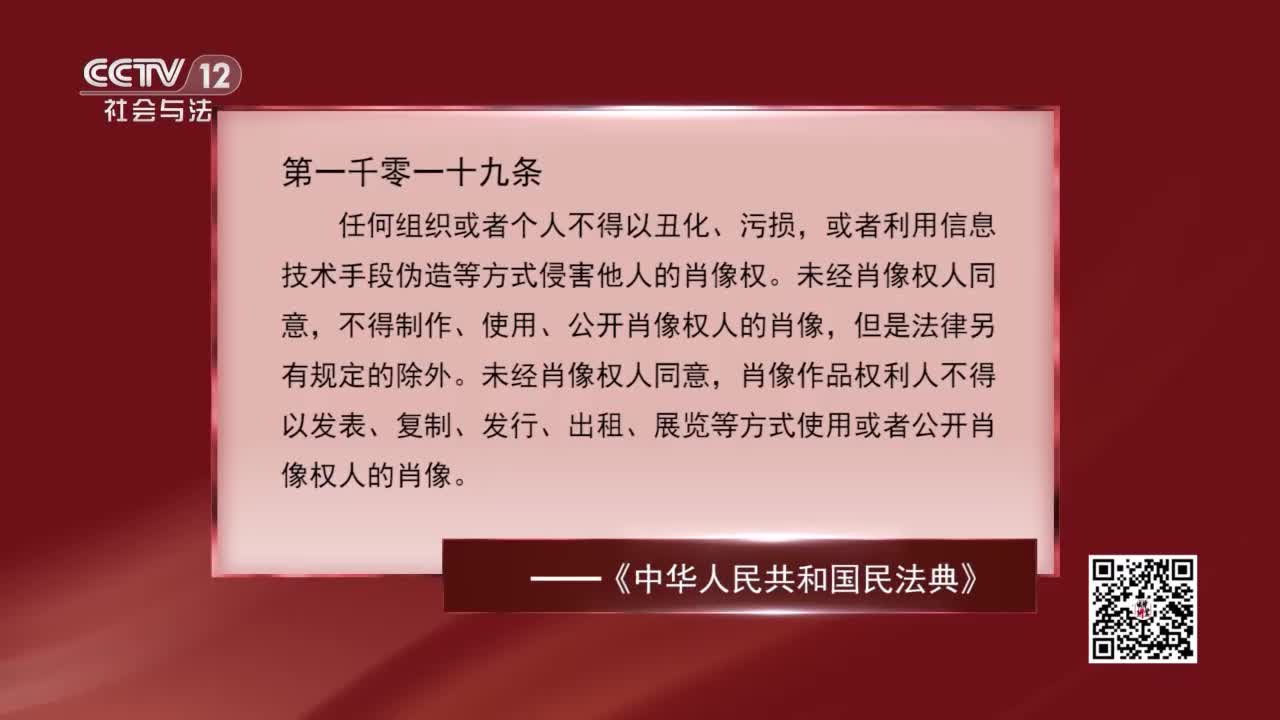 CCTV 12
社会与法
第一千零一十九条
任何组织或者个人不得以丑化、污损，或者利用信息
技术手段伪造等方式侵害他人的肖像权。未经肖像权人同
意，不得制作、使用、公开肖像权人的肖像，但是法律另
有规定的除外。未经肖像权人同意，肖像作品权利人不得
以发表、复制、发行、出租、展览等方式使用或者公开肖
像权人的肖像。
——《中华人民共和国民法典》